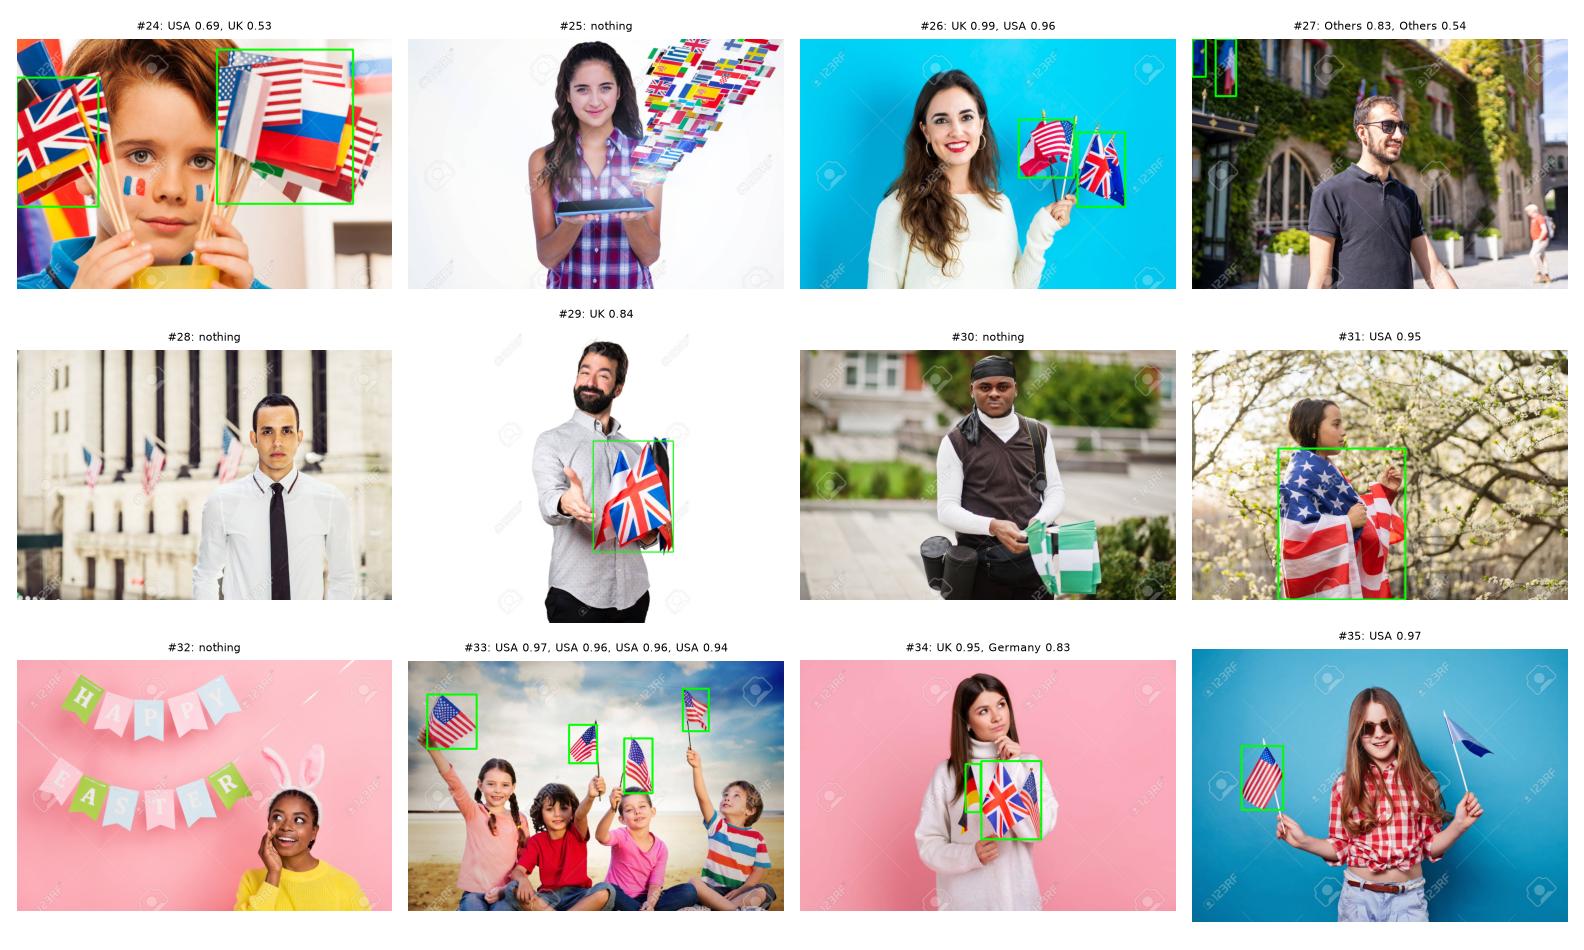 #24: USA 0.69, UK 0.53
#25: nothing
#26: UK 0.99, USA 0.96
#27: Others 0.83, Others 0.54
#28: nothing
#29: UK 0.84
#30: nothing
#31: USA 0.95
#32: nothing
HAPPY
EASTER
#33: USA 0.97, USA 0.96, USA 0.96, USA 0.94
#34: UK 0.95, Germany 0.83
#35: USA 0.97